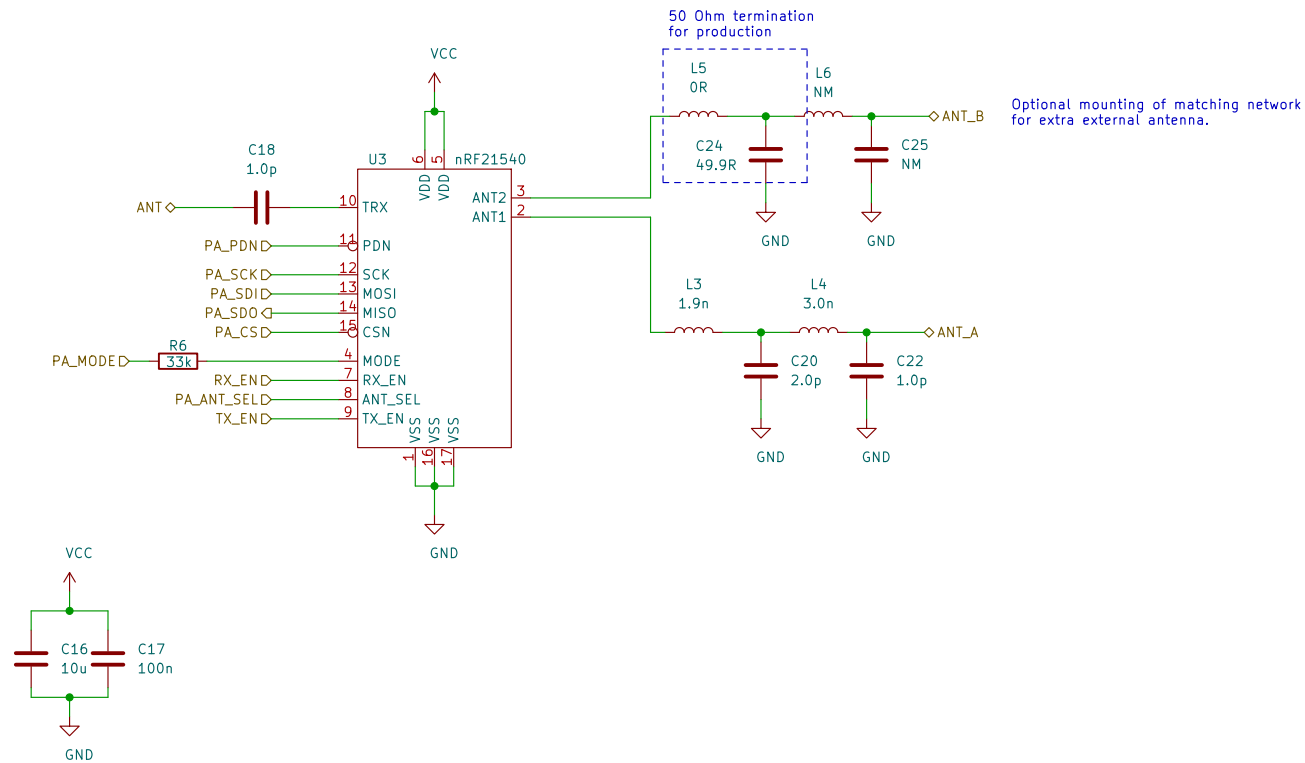 50 Ohm termination
for production
VCC
L5
0R
L6
NM
Optional mounting of matching network
for extra external antenna.
ANT_B
C24
49.9R
C25
NM
GND
GND
C18
1.0p
U3
nRF21540
6
5
VDD
VDD
ANT
10
TRX
ANT2
3
ANT1
2
PA_PDN
11
PDN
PA_SCK
12
SCK
PA_SDI
13
MOSI
PA_SDO
14
MISO
PA_CS
15
CSN
PA_MODE
R6
33k
4
MODE
RX_EN
7
RX_EN
PA_ANT_SEL
8
ANT_SEL
TX_EN
9
TX_EN
VSS
VSS
VSS
1
16
17
GND
L3
1.9n
L4
3.0n
ANT_A
C20
2.0p
C22
1.0p
GND
GND
VCC
C16
10u
C17
100n
GND